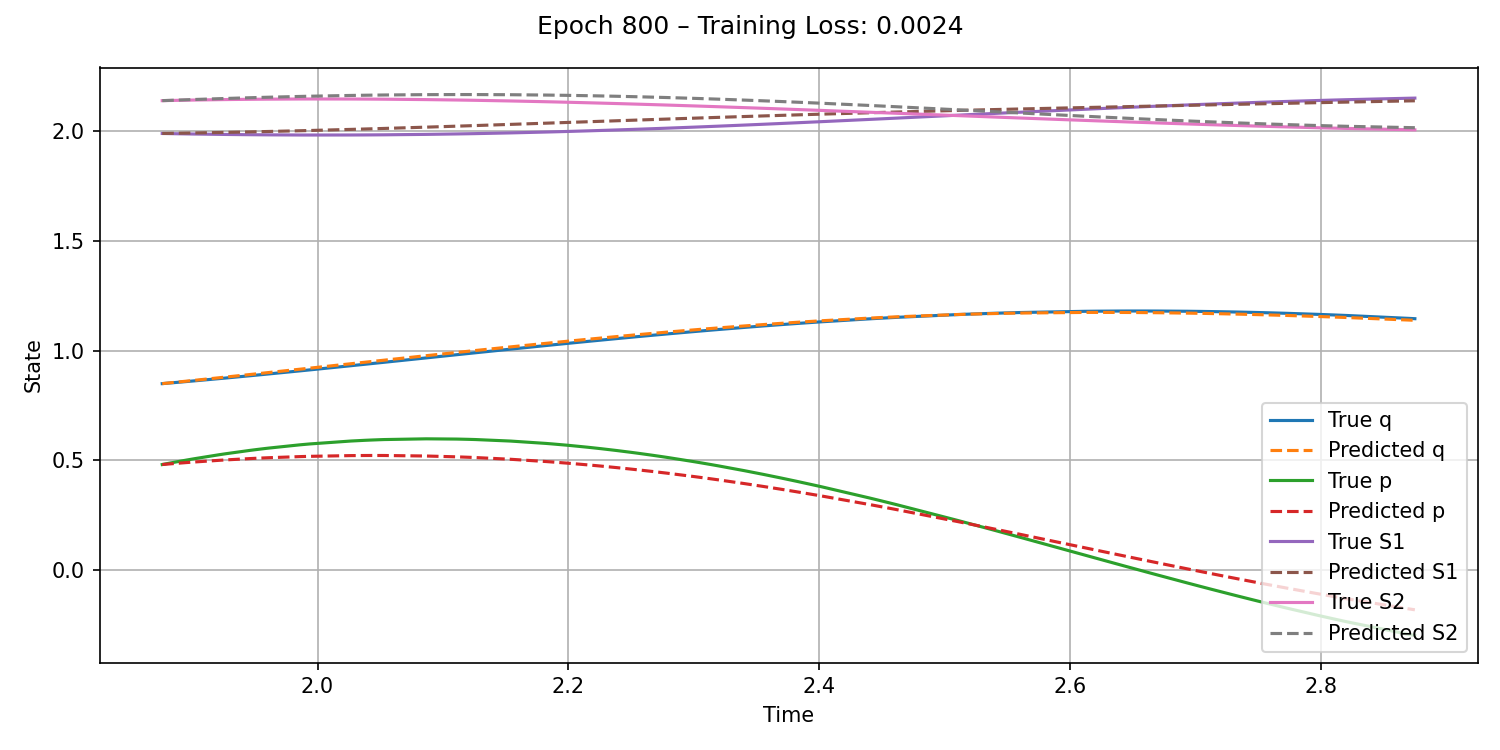 Epoch 800 – Training Loss: 0.0024
State
2.0
1.5
1.0
0.5
0.0
True q
Predicted q
True p
Predicted p
True S1
Predicted S1
True S2
Predicted S2
2.0 2.2 2.4 2.6 2.8
Time